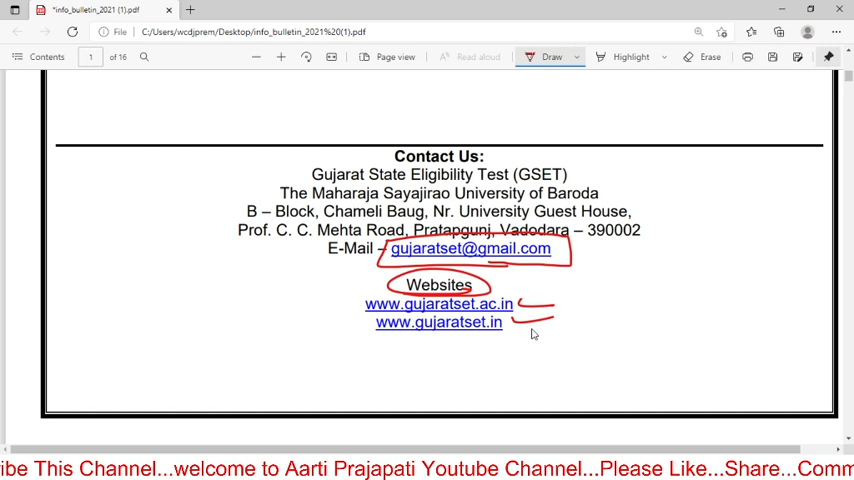 *info_bulletin_2021 (1).pdf
File C:/Users/wcdjprem/Desktop/info_bulletin_2021%20(1).pdf
Contents 1 of 16 Page view Read aloud Draw Highlight Erase
Contact Us:
Gujarat State Eligibility Test (GSET)
The Maharaja Sayajirao University of Baroda
B – Block, Chameli Baug, Nr. University Guest House,
Prof. C. C. Mehta Road, Pratapgunj, Vadodara – 390002
E-Mail – gujaratset@gmail.com
Websites
www.gujaratset.ac.in
www.gujaratset.in
ibe This Channel...welcome to Aarti Prajapati Youtube Channel...Please Like...Share...Comm